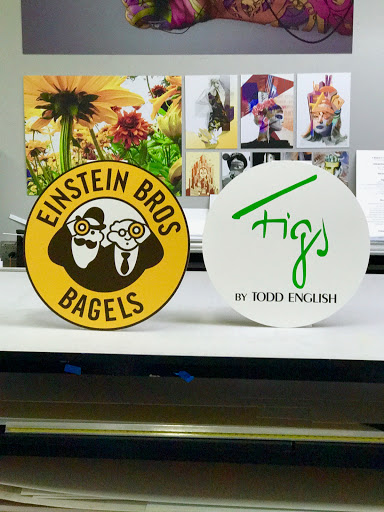 EINSTEIN BROS
BAGELS
Figs
BY TODD ENGLISH